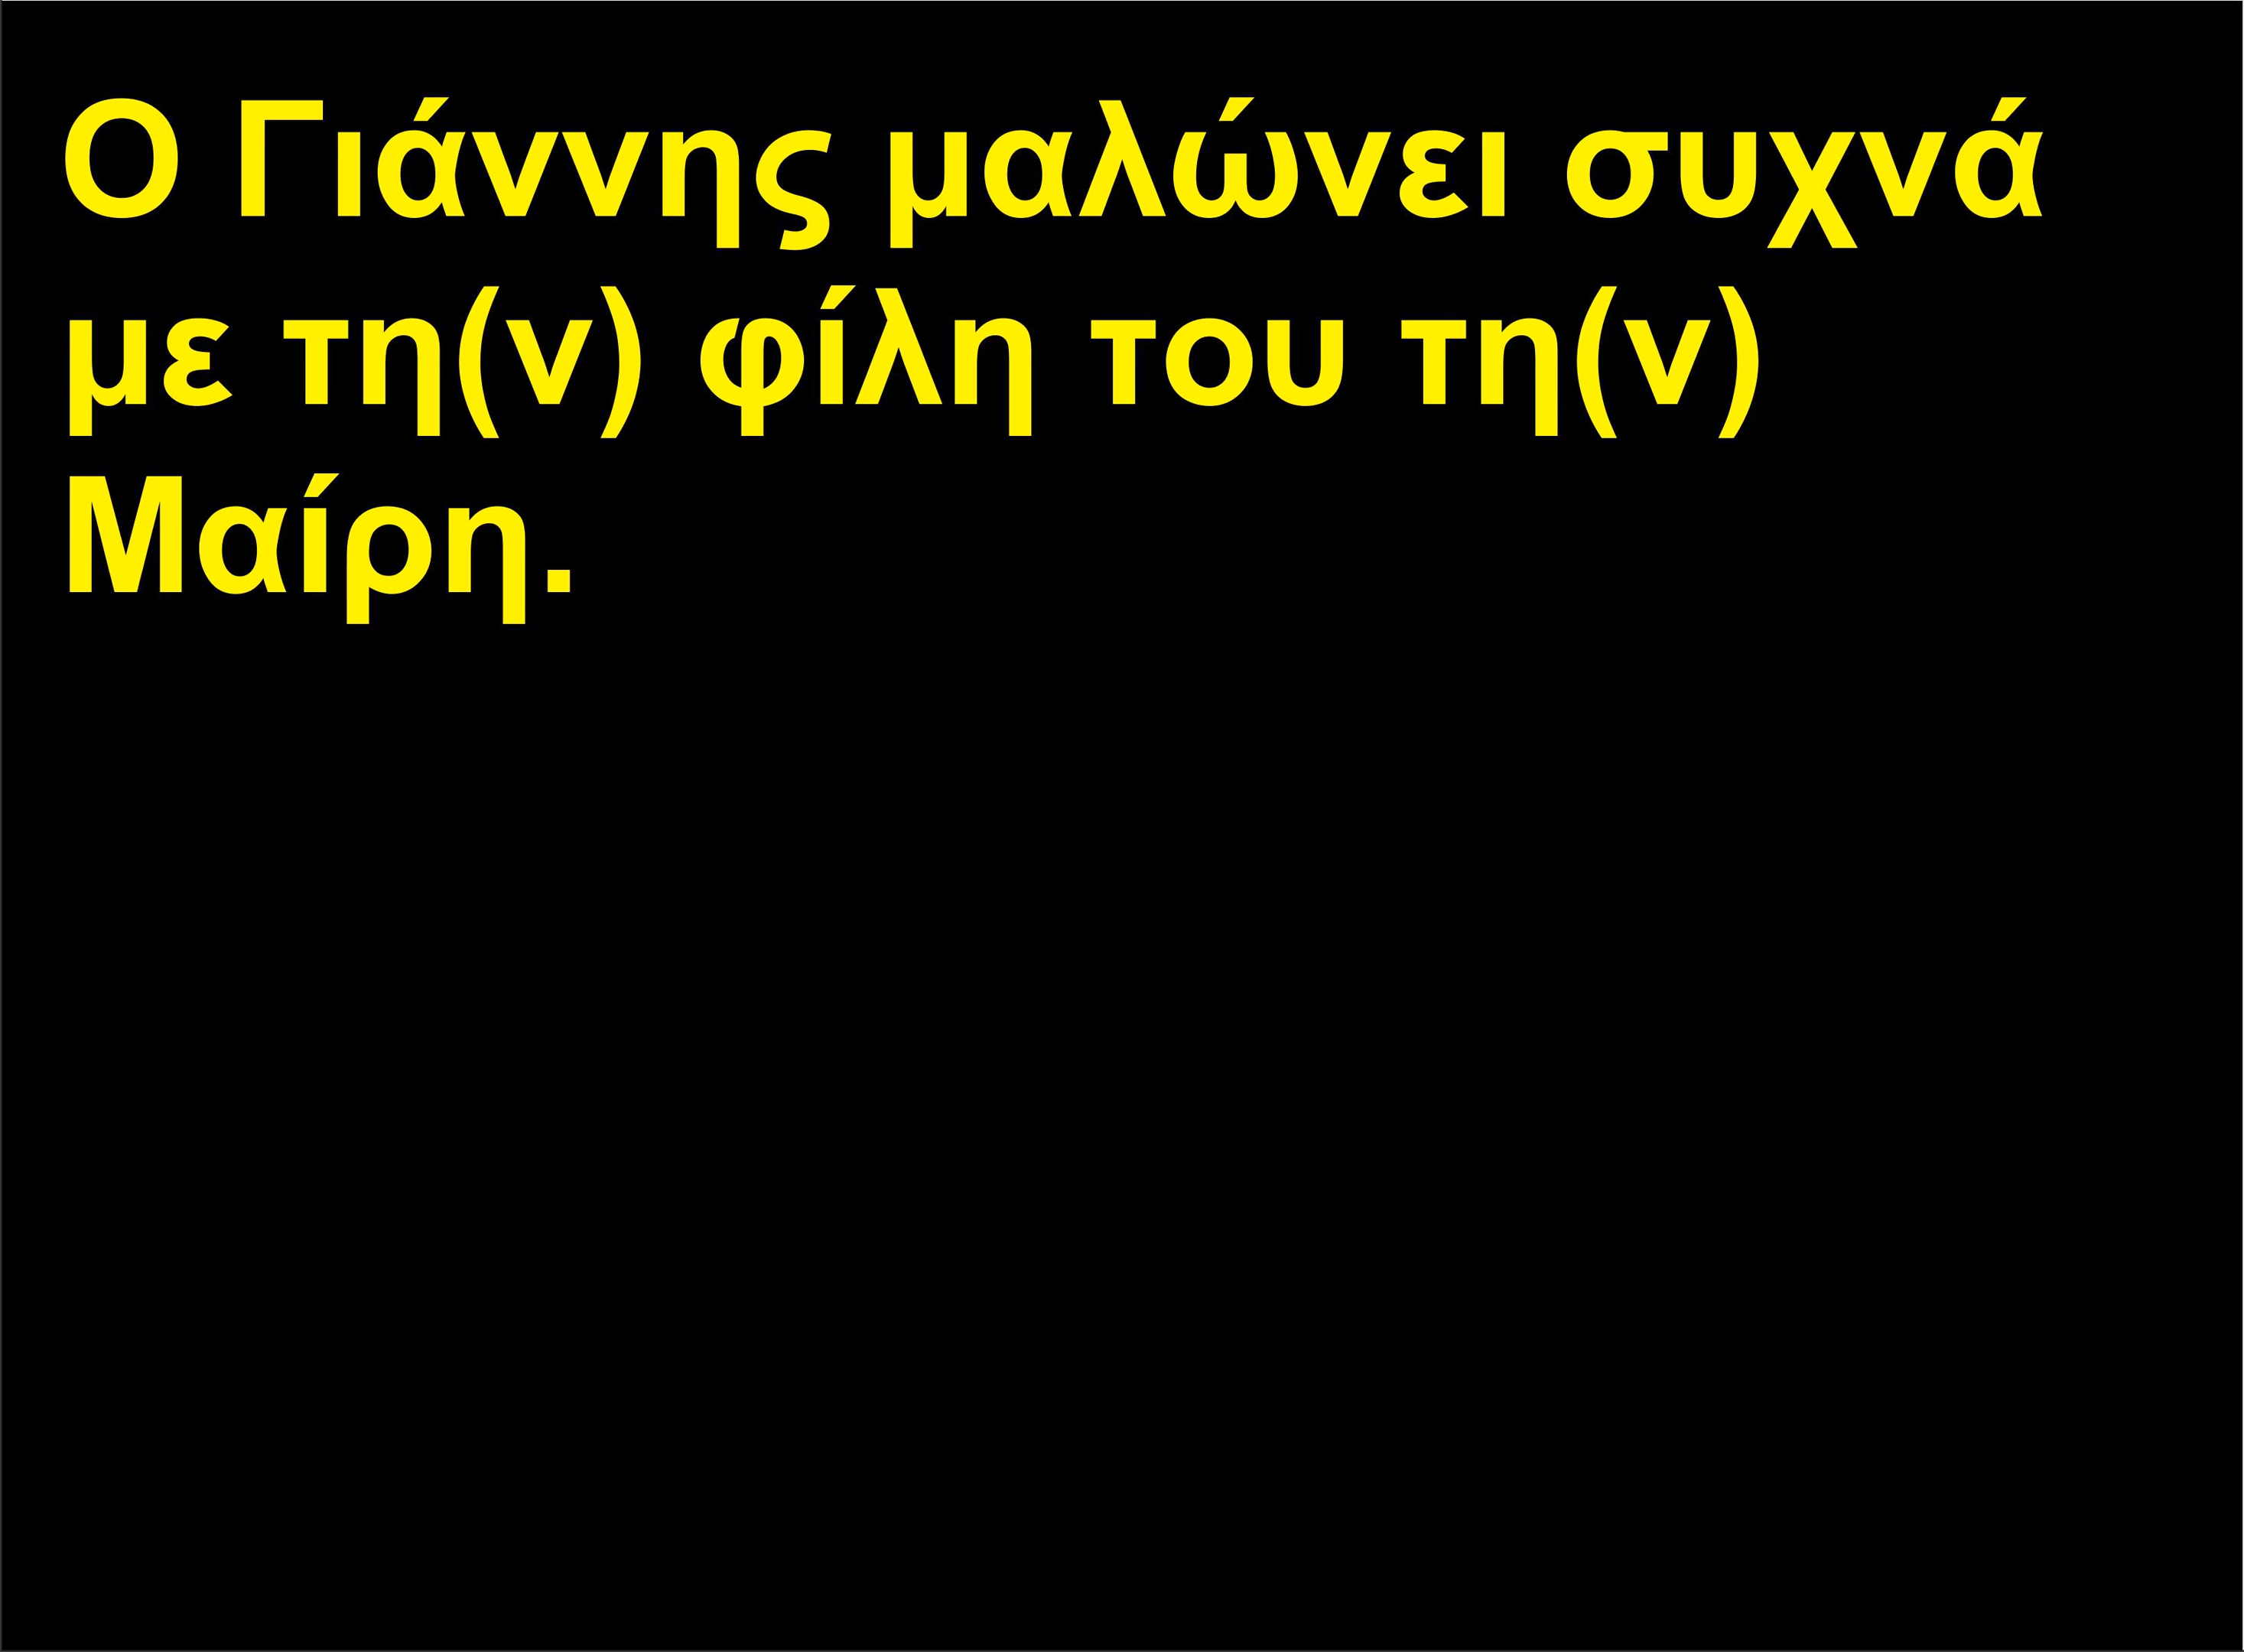 Ο Γιάννης μαλώνει συχνά
με τη(ν) φίλη του τη(ν)
Μαίρη.